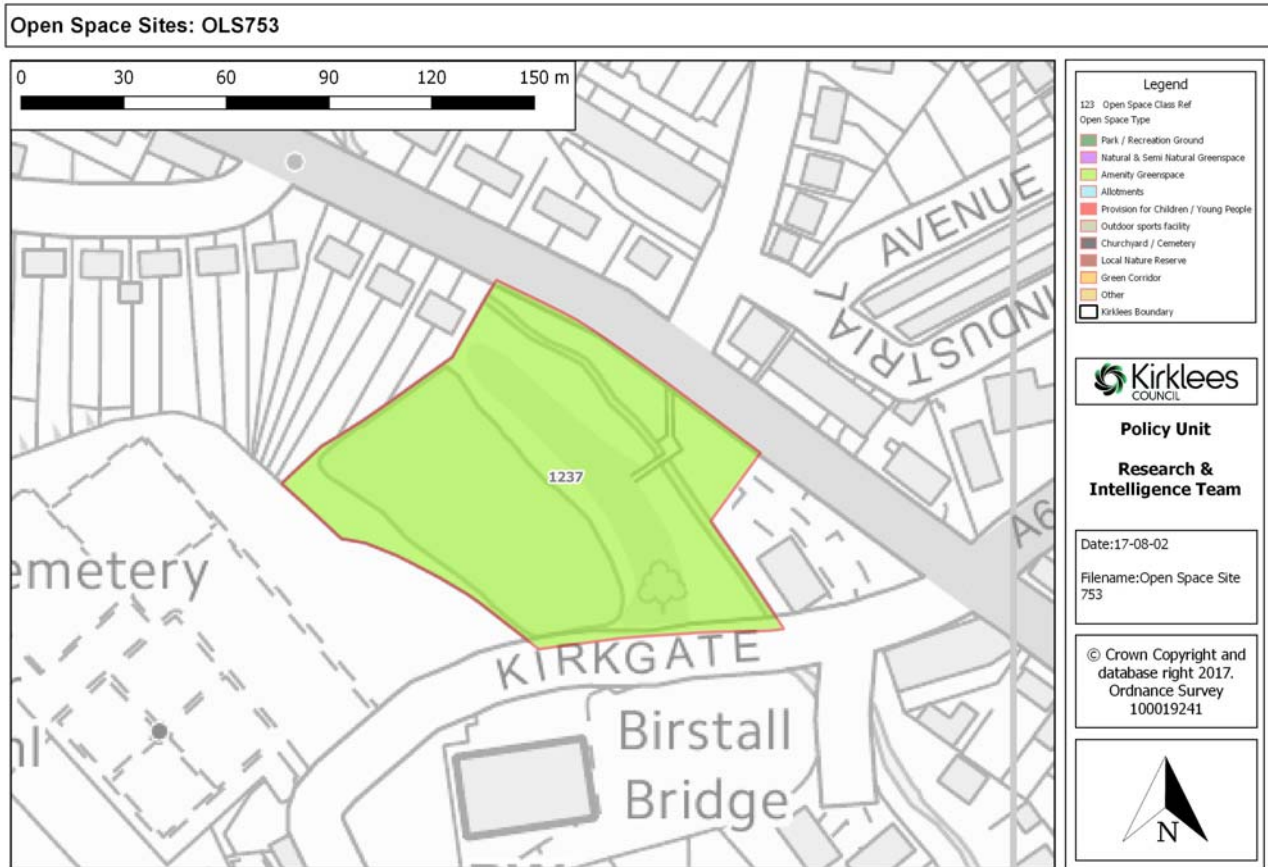 Open Space Sites: OLS753
0 30 60 90 120 150 m
AVENUE
INDUSTRIAL
1237
A6
emetery
KIRKGATE
Birstall
Bridge
Legend
123 Open Space Class Ref
Open Space Type
Park / Recreation Ground
Natural & Semi Natural Greenspace
Amenity Greenspace
Allotments
Provision for Children / Young People
Outdoor sports facility
Churchyard / Cemetery
Local Nature Reserve
Green Corridor
Other
Kirklees Boundary
Kirklees
COUNCIL
Policy Unit
Research &
Intelligence Team
Date:17-08-02
Filename:Open Space Site
753
© Crown Copyright and
database right 2017.
Ordnance Survey
100019241
N